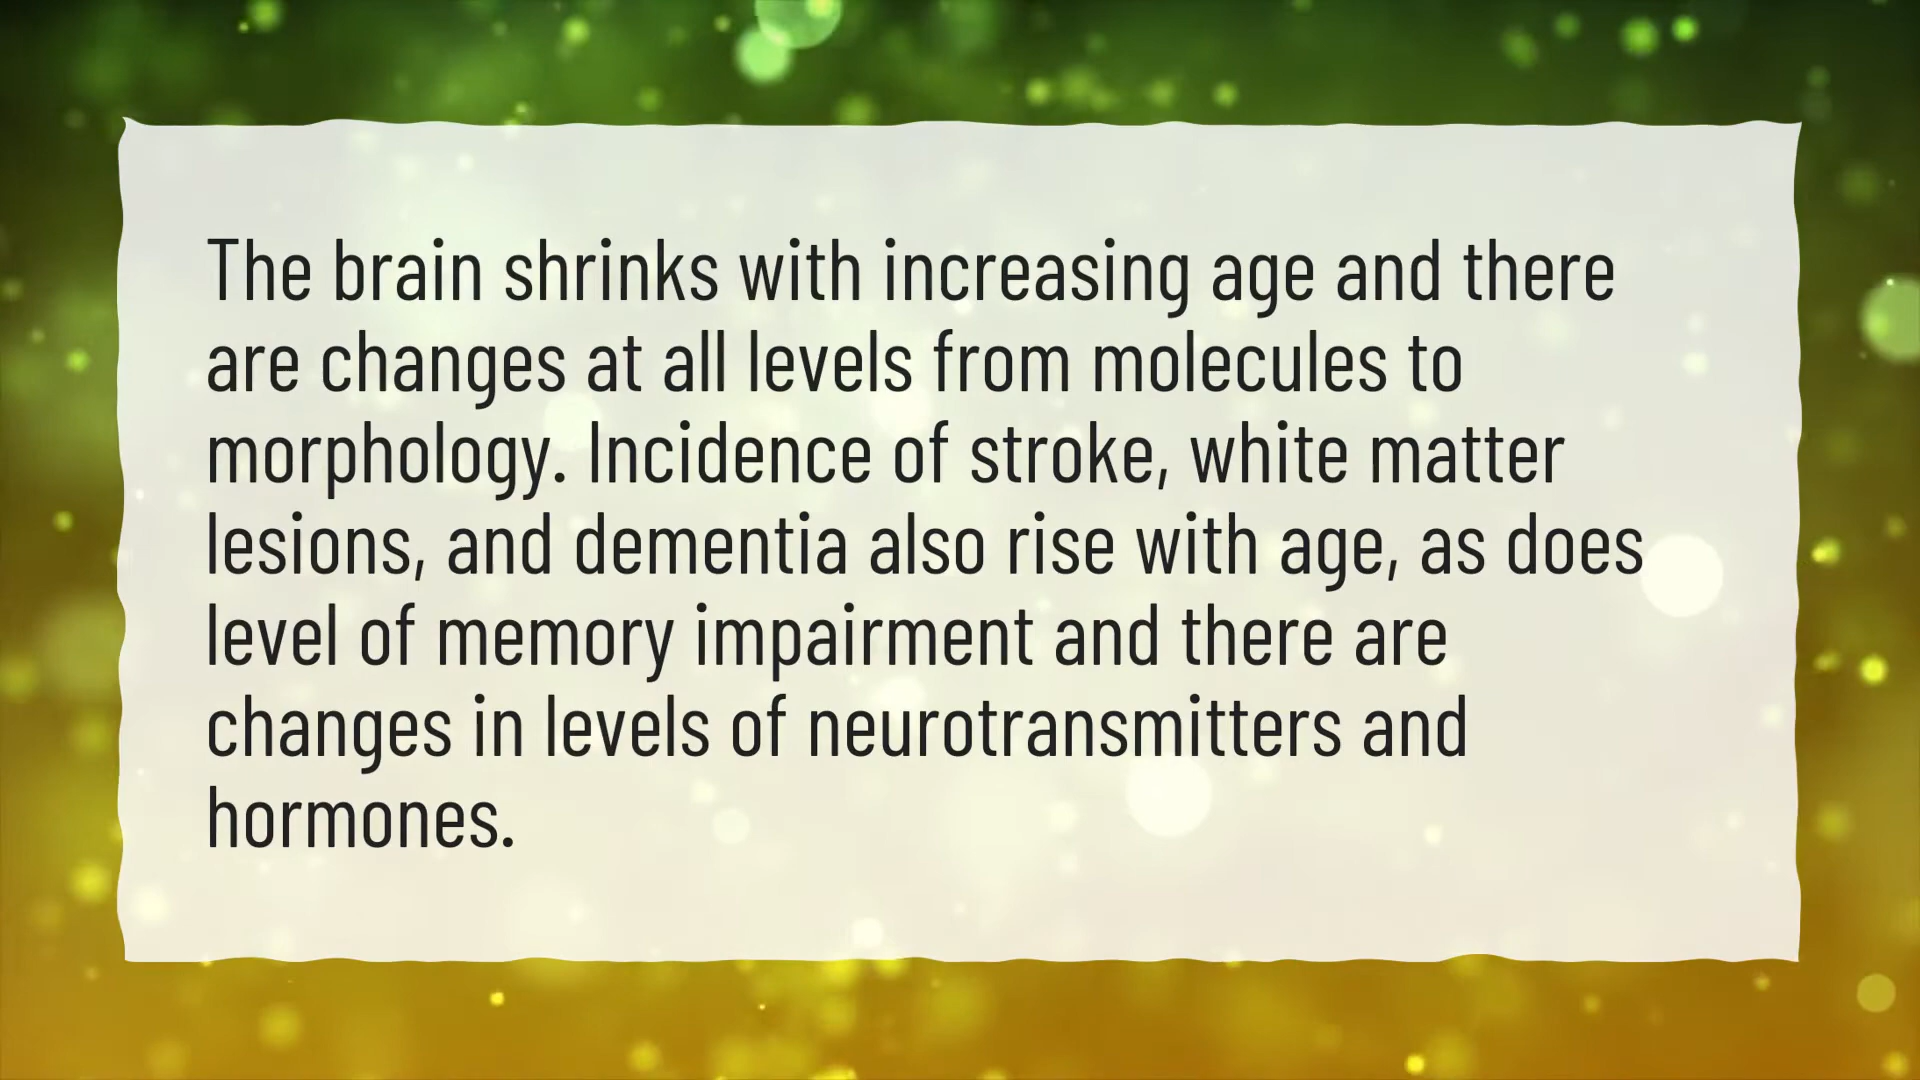 The brain shrinks with increasing age and there
are changes at all levels from molecules to
morphology. Incidence of stroke, white matter
lesions, and dementia also rise with age, as does
level of memory impairment and there are
changes in levels of neurotransmitters and
hormones.